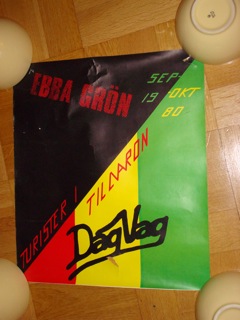 EBBA GRÖN
SEP-
19 OKT
80
TURISTER I TILLVARON
Dag Vag